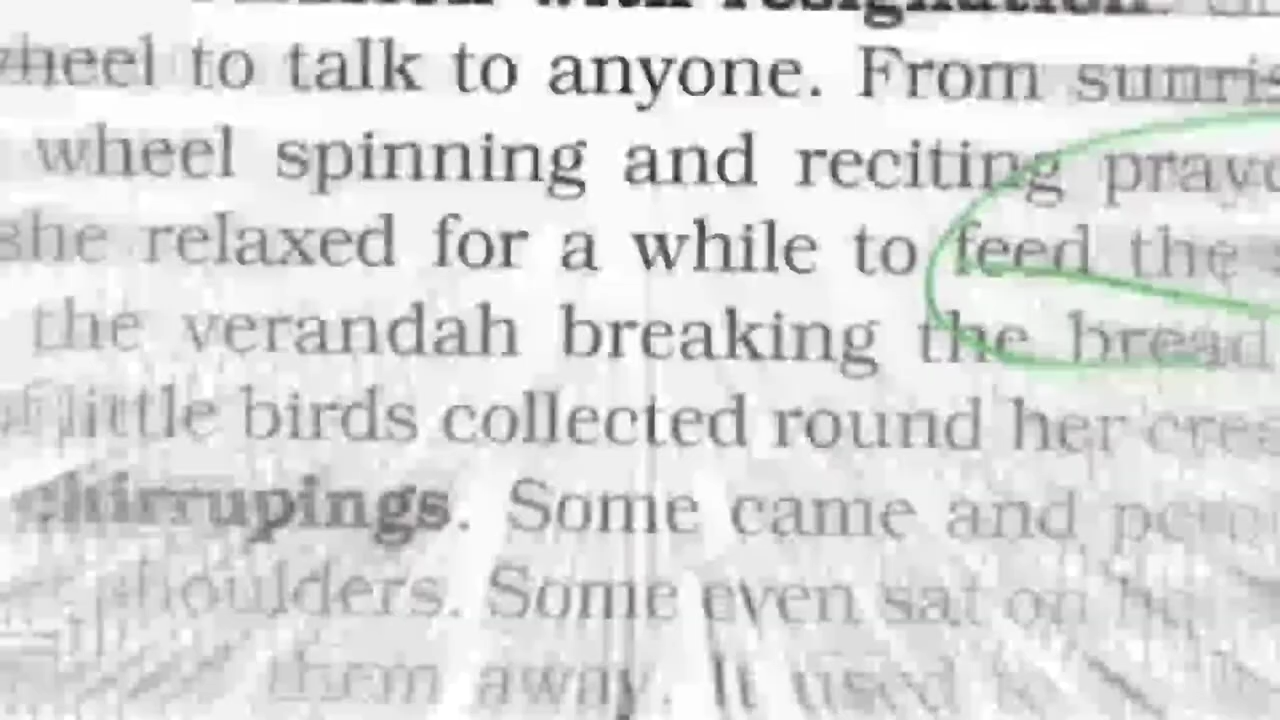 with resignation.
wheel to talk to anyone. From
wheel spinning and reciting
she relaxed for a while to feed the
the verandah breaking the bread
little birds collected round her
chirrupings. Some came and
shoulders. Some even sat on
them away. It used